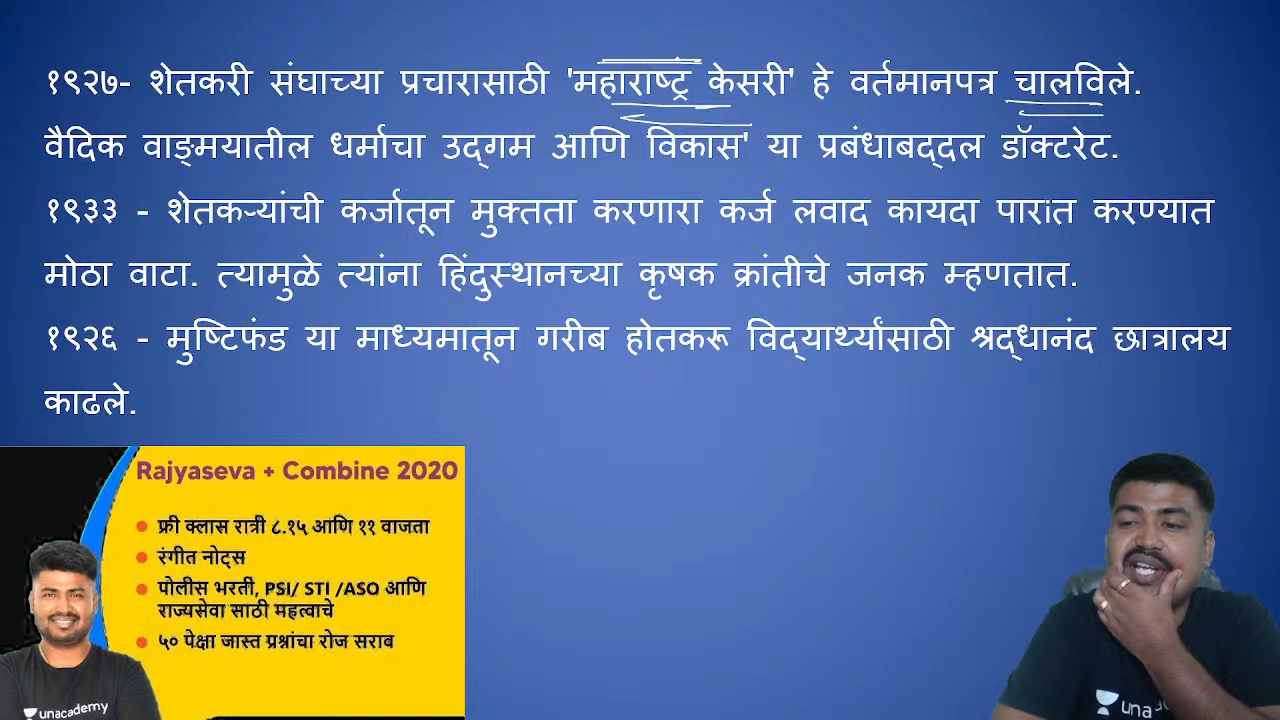 १९२७- शेतकरी संघाच्या प्रचारासाठी 'महाराष्ट्र केसरी' हे वर्तमानपत्र चालविले.
वैदिक वाङ्मयातील धर्माचा उद्‌गम आणि विकास' या प्रबंधाबद्‌दल डॉक्टरेट.
१९३३ - शेतकऱ्यांची कर्जातून मुक्तता करणारा कर्ज लवाद कायदा पारित करण्यात
मोठा वाटा. त्यामुळे त्यांना हिंदुस्थानच्या कृषक क्रांतीचे जनक म्हणतात.
१९२६ - मुष्टिफंड या माध्यमातून गरीब होतकरू विद्‌यार्थ्यांसाठी श्रद्‌धानंद छात्रालय
काढले.
Rajyaseva + Combine 2020
फ्री क्लास रात्री ८.१५ आणि ११ वाजता
रंगीत नोट्स
पोलीस भरती, PSI/ STI /ASO आणि
राज्यसेवा साठी महत्वाचे
५० पेक्षा जास्त प्रश्नांचा रोज सराब
unacademy
una